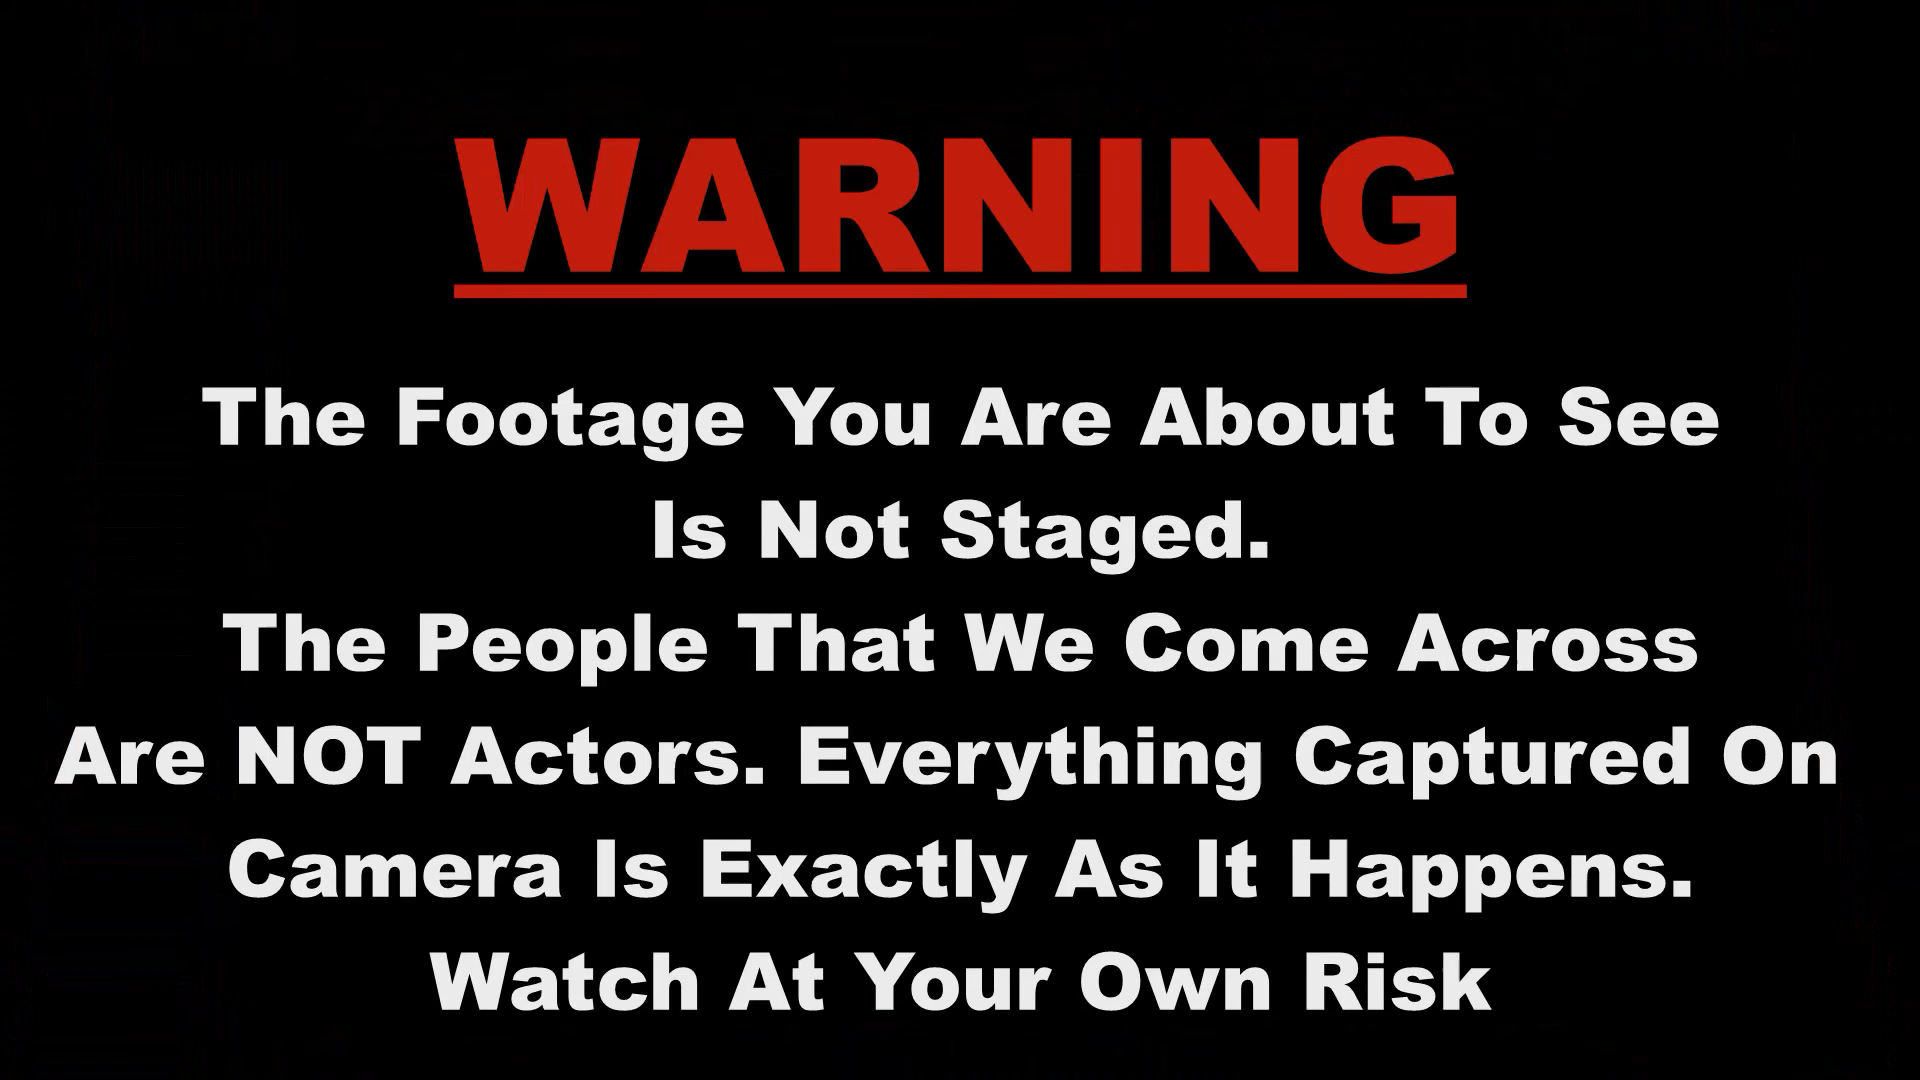 WARNING
The Footage You Are About To See
Is Not Staged.
The People That We Come Across
Are NOT Actors. Everything Captured On
Camera Is Exactly As It Happens.
Watch At Your Own Risk